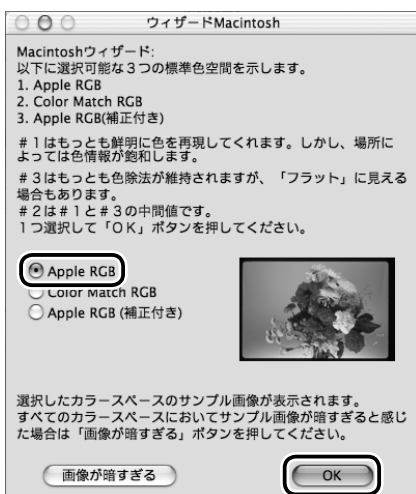 ウィザードMacintosh
Macintoshウィザード:
以下に選択可能な３つの標準色空間を示します。
1. Apple RGB
2. Color Match RGB
3. Apple RGB(補正付き)
＃１はもっとも鮮明に色を再現してくれます。しかし、場所に
よっては色情報が飽和します。
＃３はもっとも色除法が維持されますが、「フラット」に見える
場合もあります。
＃２は＃１と＃３の中間値です。
１つ選択して「ＯＫ」ボタンを押してください。
Apple RGB
Color Match RGB
Apple RGB (補正付き)
選択したカラースペースのサンプル画像が表示されます。
すべてのカラースペースにおいてサンプル画像が暗すぎると感じ
た場合は「画像が暗すぎる」ボタンを押してください。
画像が暗すぎる
OK